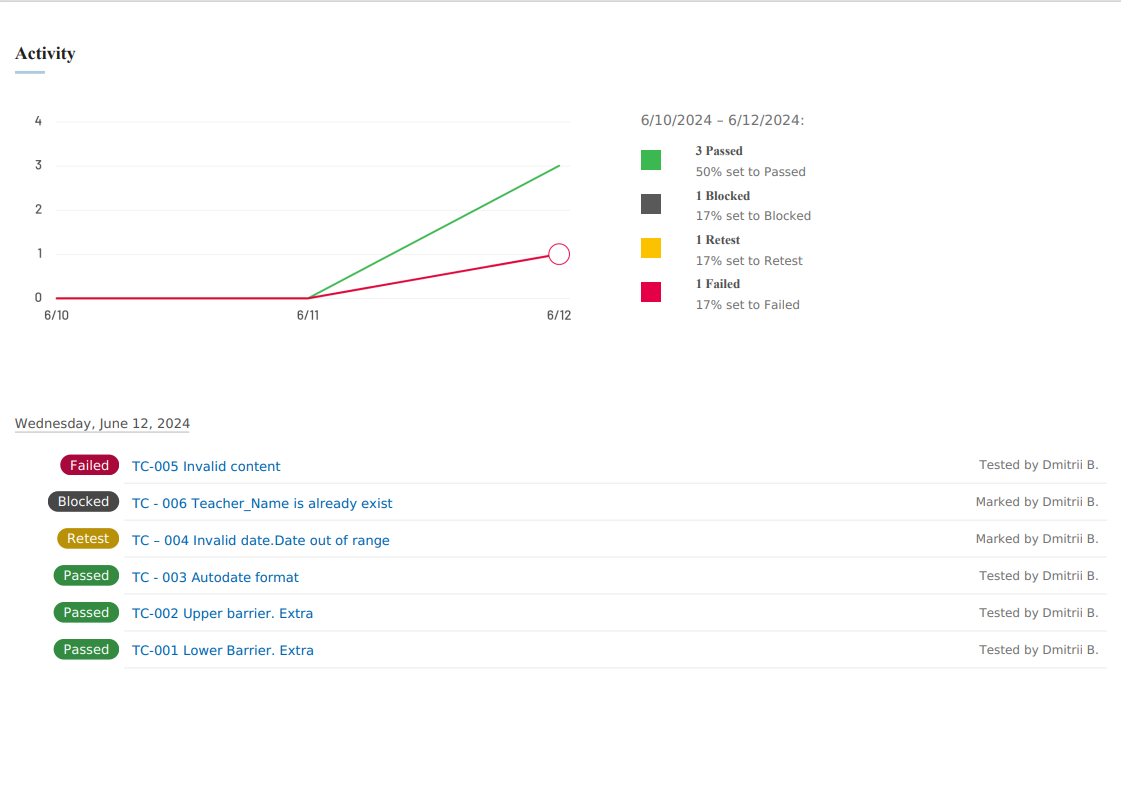 Activity
4
3
2
1
0
6/10 6/11 6/12
6/10/2024 – 6/12/2024:
3 Passed
50% set to Passed
1 Blocked
17% set to Blocked
1 Retest
17% set to Retest
1 Failed
17% set to Failed
Wednesday, June 12, 2024
Failed TC-005 Invalid content Tested by Dmitrii B.
Blocked TC - 006 Teacher_Name is already exist Marked by Dmitrii B.
Retest TC – 004 Invalid date.Date out of range Marked by Dmitrii B.
Passed TC - 003 Autodate format Tested by Dmitrii B.
Passed TC-002 Upper barrier. Extra Tested by Dmitrii B.
Passed TC-001 Lower Barrier. Extra Tested by Dmitrii B.